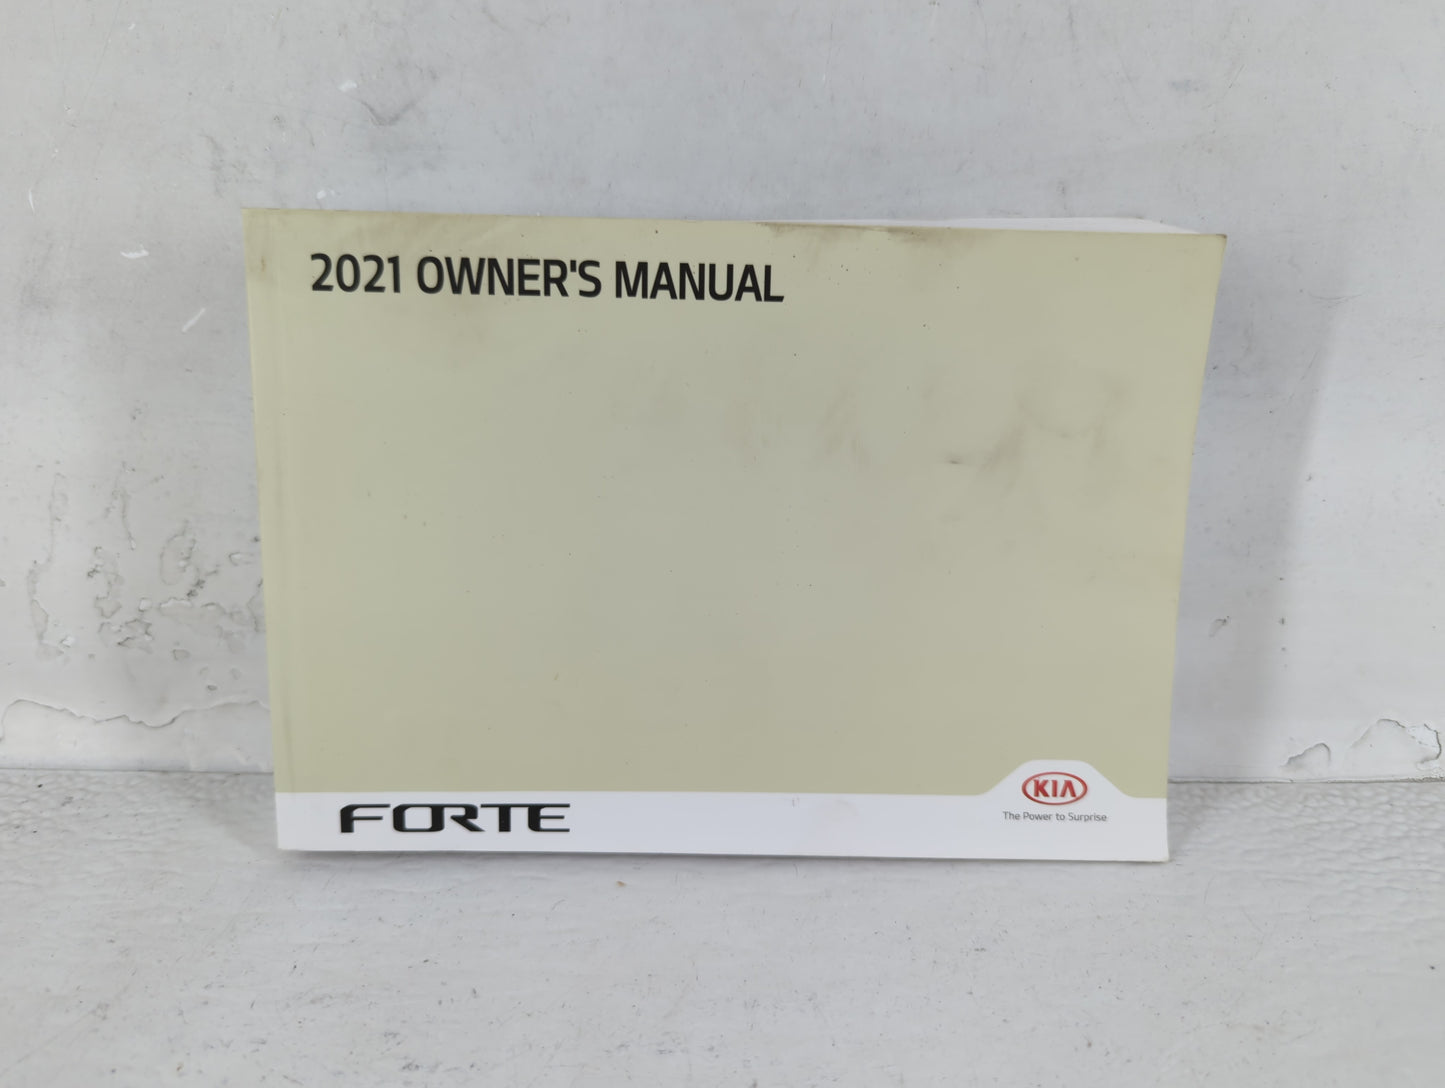 2021 OWNER'S MANUAL
FORTE
KIA
The Power to Surprise